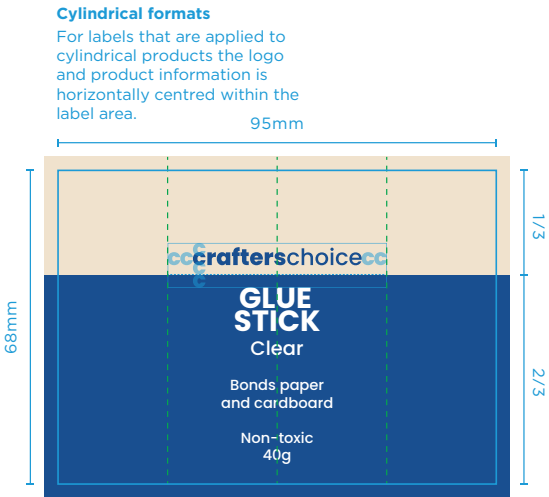 Cylindrical formats
For labels that are applied to
cylindrical products the logo
and product information is
horizontally centred within the
label area.
95mm
1/3
c
cccrafterschoicecc
c
c
GLUE
STICK
Clear
68mm
2/3
Bonds paper
and cardboard
Non-toxic
40g